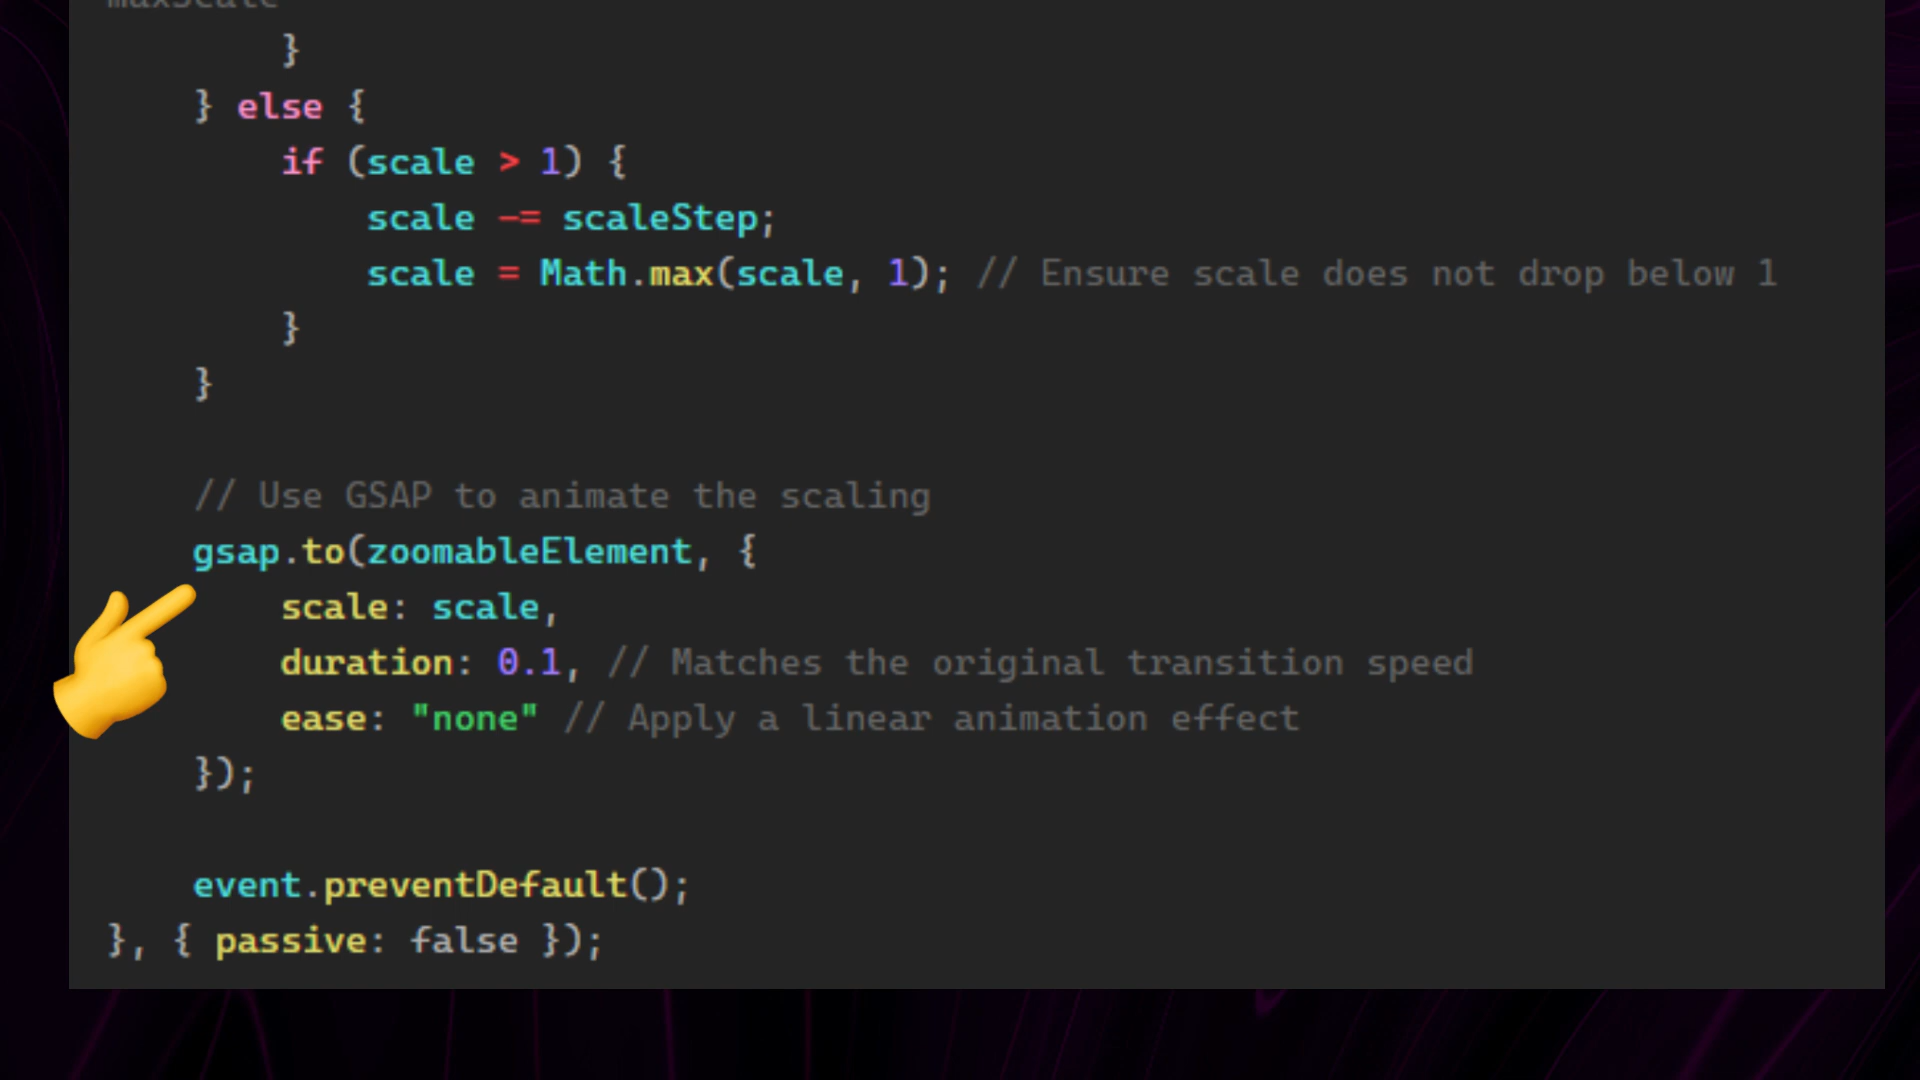 maxScale
}
} else {
if (scale > 1) {
scale -= scaleStep;
scale = Math.max(scale, 1); // Ensure scale does not drop below 1
}
}
// Use GSAP to animate the scaling
gsap.to(zoomableElement, {
scale: scale,
duration: 0.1, // Matches the original transition speed
ease: "none" // Apply a linear animation effect
});
event.preventDefault();
}, { passive: false });